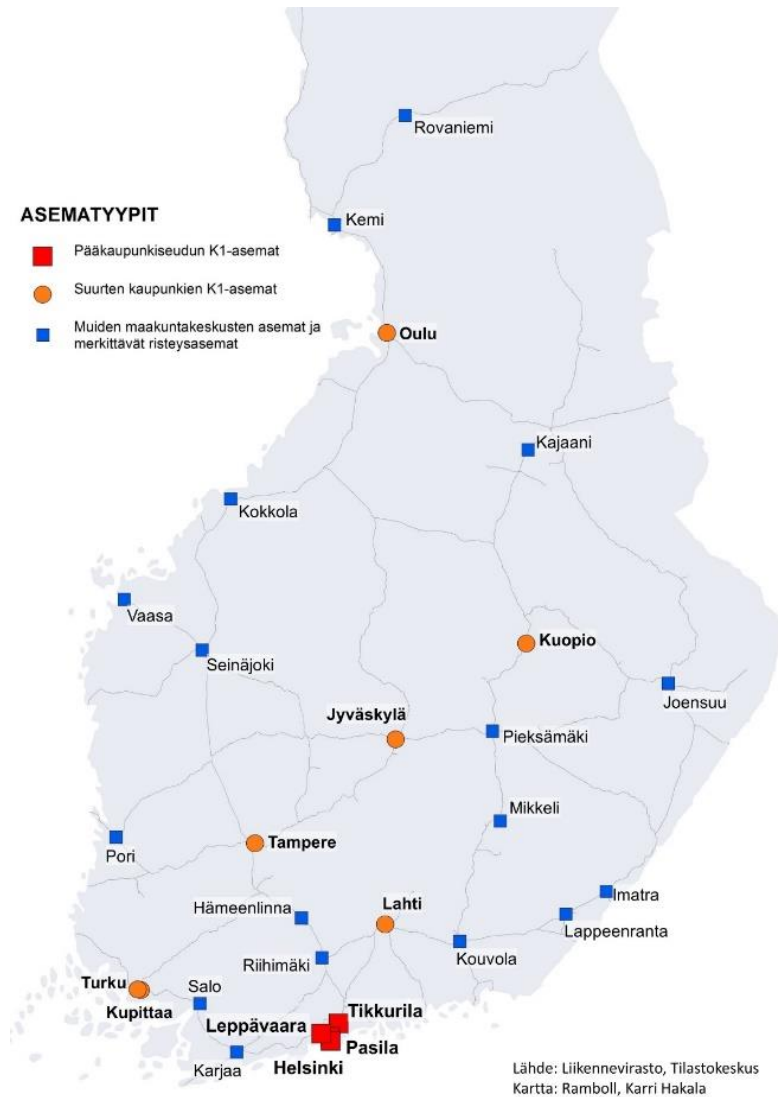 Rovaniemi
Kemi
ASEMATYYPIT
Pääkaupunkiseudun K1-asemat
Suurten kaupunkien K1-asemat
Muiden maakuntakeskusten asemat ja
merkittävät risteysasemat
Oulu
Kajaani
Kokkola
Vaasa
Seinäjoki
Kuopio
Joensuu
Jyväskylä
Pieksämäki
Mikkeli
Pori
Tampere
Imatra
Hämeenlinna
Lahti
Lappeenranta
Riihimäki
Kouvola
Turku
Salo
Kupittaa
Tikkurila
Leppävaara
Pasila
Karjaa
Helsinki
Lähde: Liikennevirasto, Tilastokeskus
Kartta: Ramboll, Karri Hakala